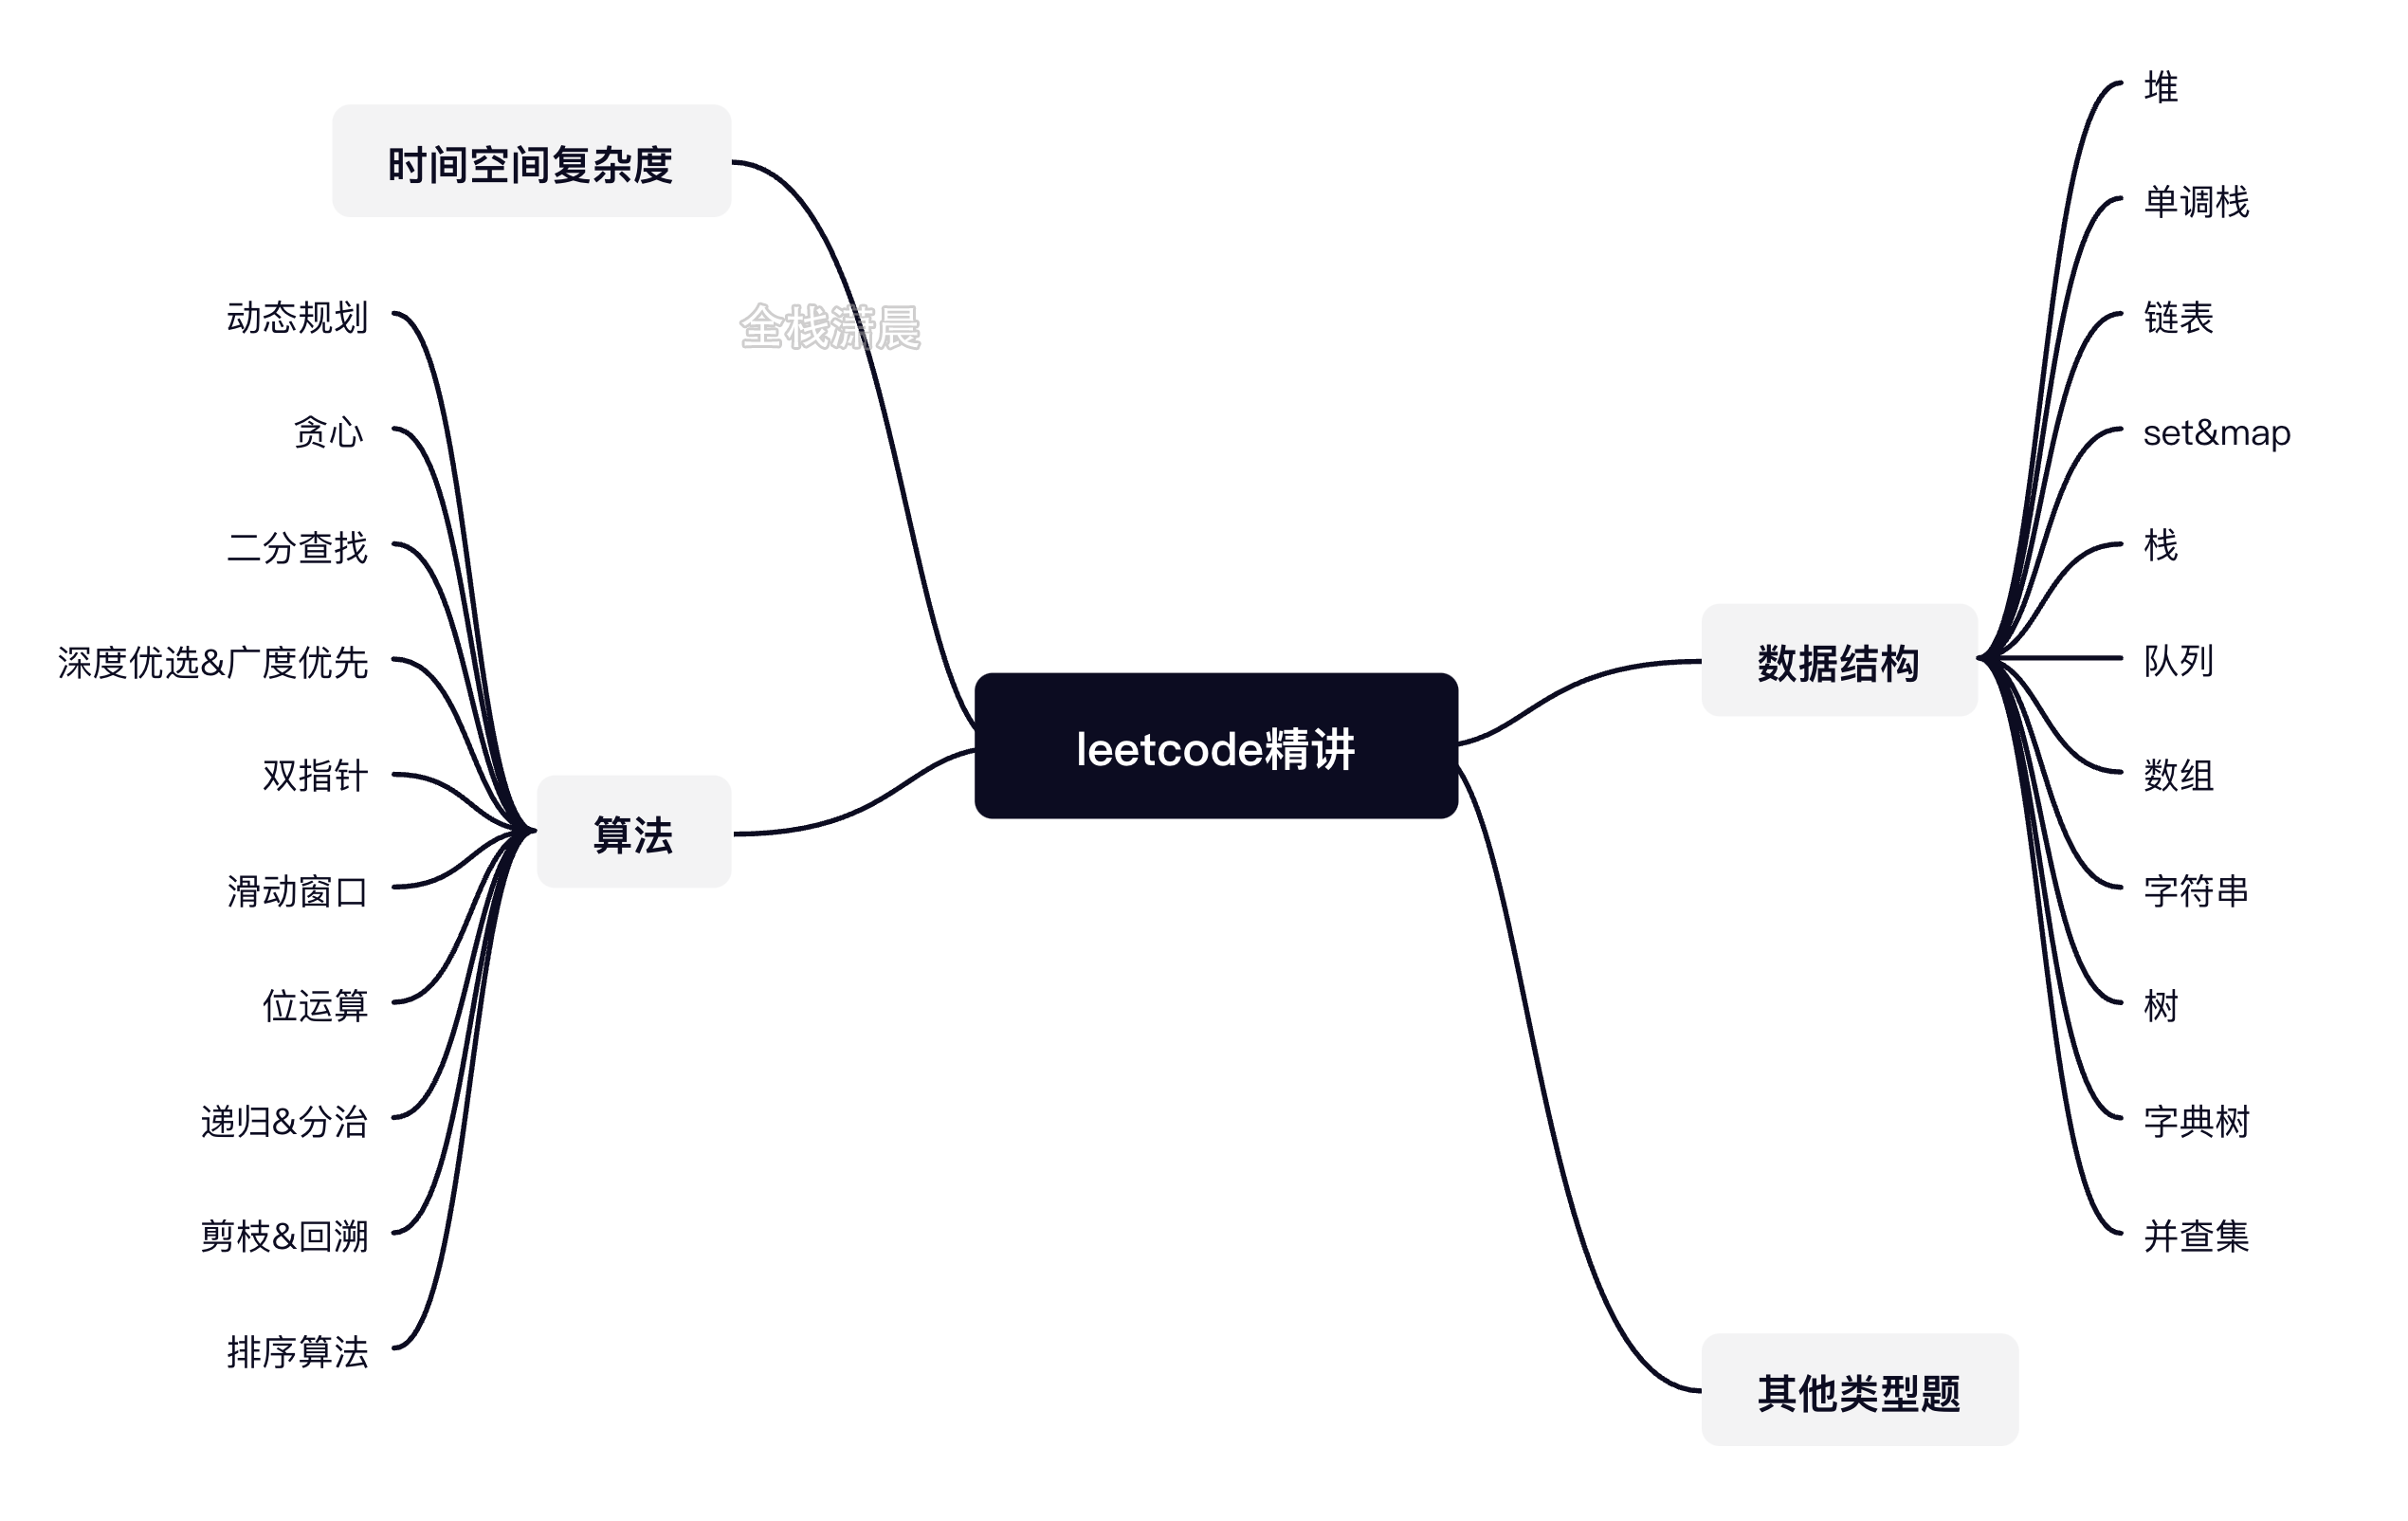 时间空间复杂度
全栈潇晨
动态规划
贪心
二分查找
深度优选&广度优先
双指针
滑动窗口
位运算
递归&分治
剪枝&回溯
排序算法
算法
leetcode精讲
数据结构
堆
单调栈
链表
set&map
栈
队列
数组
字符串
树
字典树
并查集
其他类型题